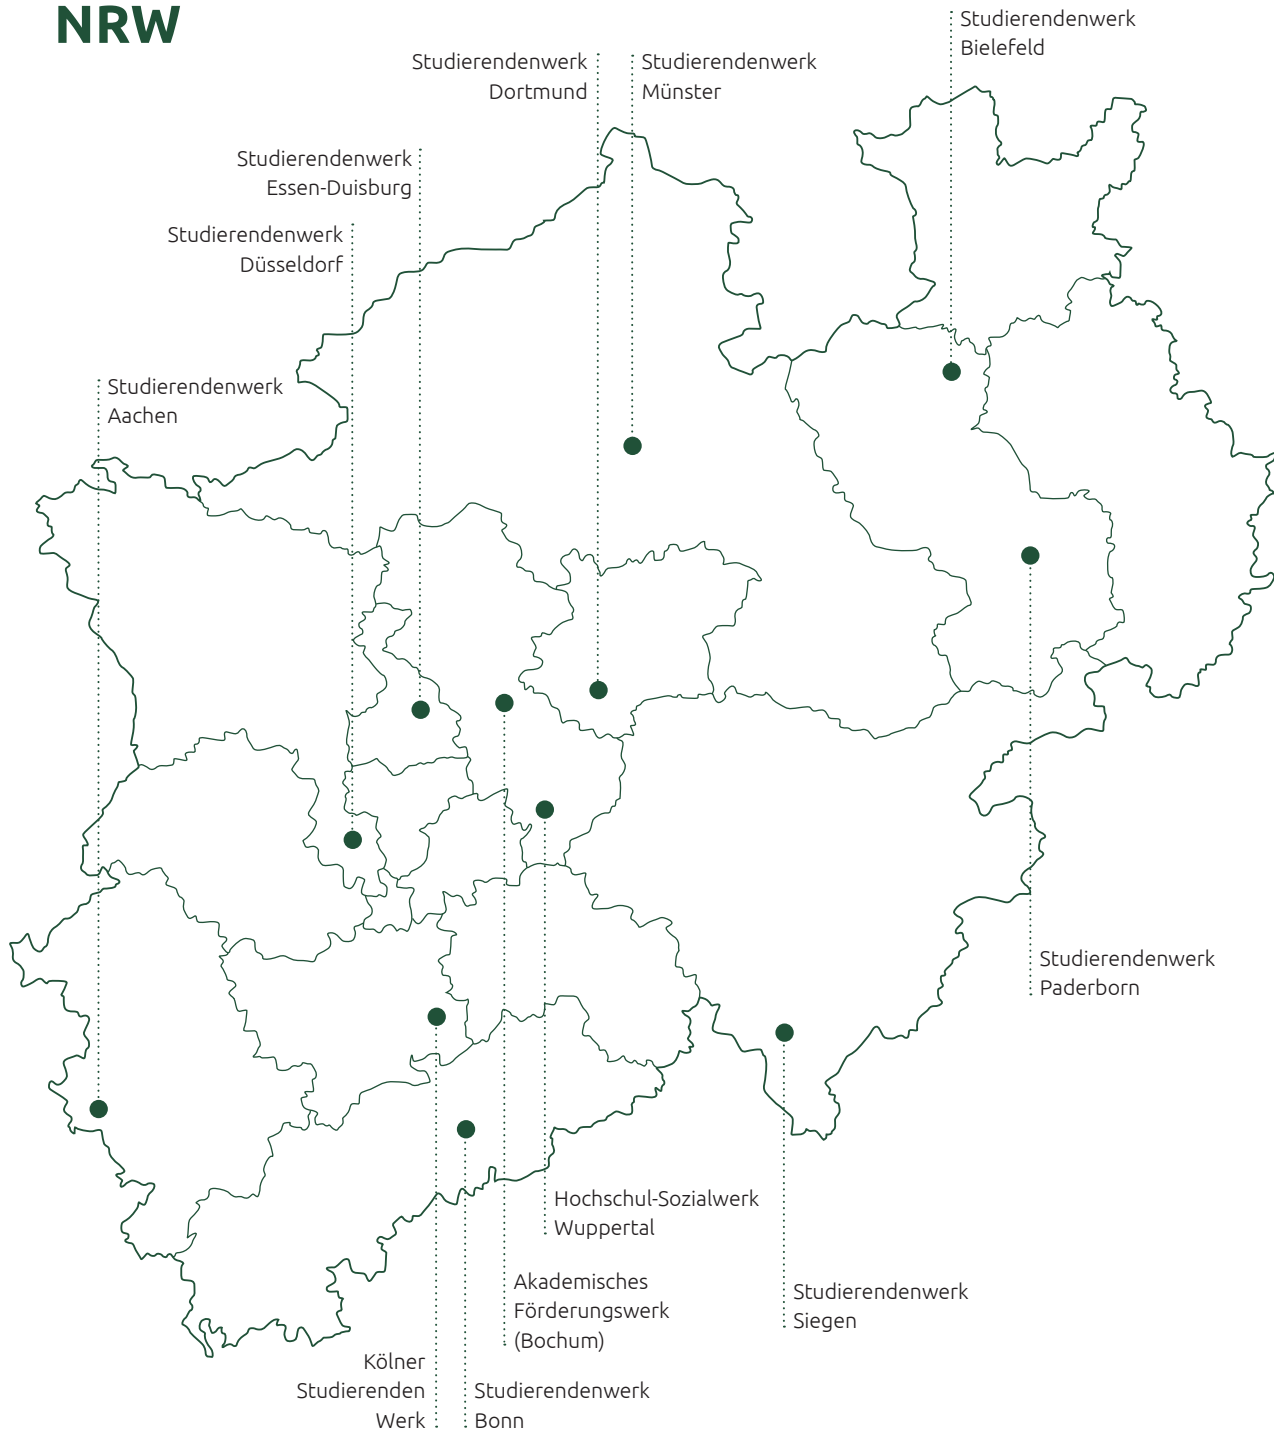 NRW
Studierendenwerk
Bielefeld
Studierendenwerk
Dortmund
Studierendenwerk
Münster
Studierendenwerk
Essen-Duisburg
Studierendenwerk
Düsseldorf
Studierendenwerk
Aachen
Studierendenwerk
Paderborn
Hochschul-Sozialwerk
Wuppertal
Akademisches
Förderungswerk
(Bochum)
Studierendenwerk
Siegen
Kölner
Studierenden
Werk
Studierendenwerk
Bonn